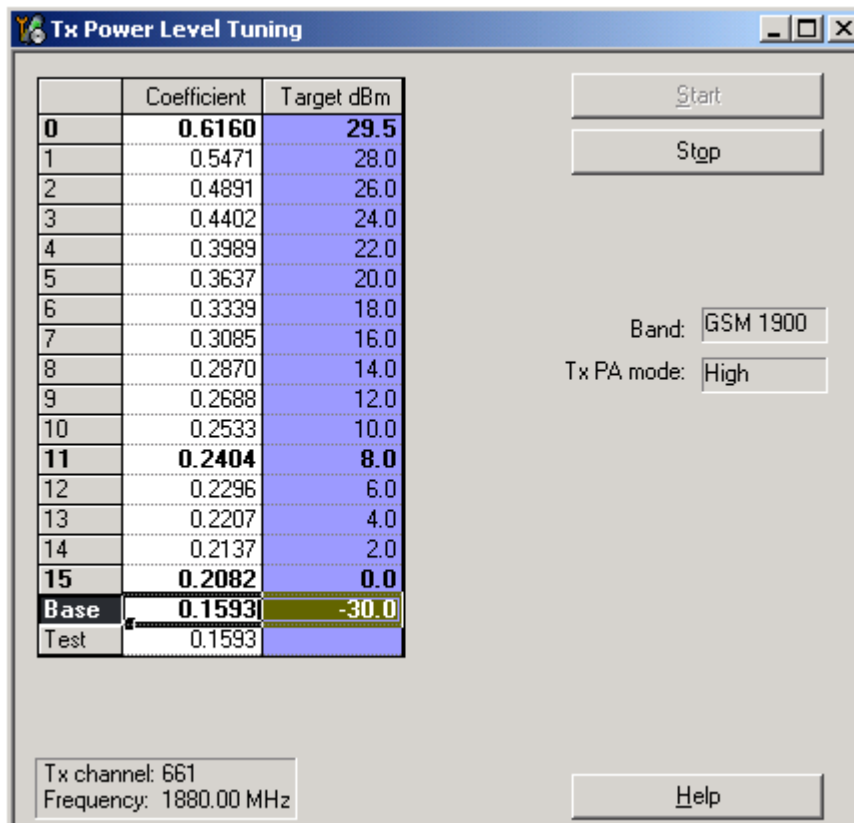 Tx Power Level Tuning
Coefficient Target dBm
0 0.6160 29.5
1 0.5471 28.0
2 0.4891 26.0
3 0.4402 24.0
4 0.3989 22.0
5 0.3637 20.0
6 0.3339 18.0
7 0.3085 16.0
8 0.2870 14.0
9 0.2688 12.0
10 0.2533 10.0
11 0.2404 8.0
12 0.2296 6.0
13 0.2207 4.0
14 0.2137 2.0
15 0.2082 0.0
Base 0.1593 -30.0
Test 0.1593
Start
Stop
Band: GSM 1900
Tx PA mode: High
Tx channel: 661
Frequency: 1880.00 MHz
Help